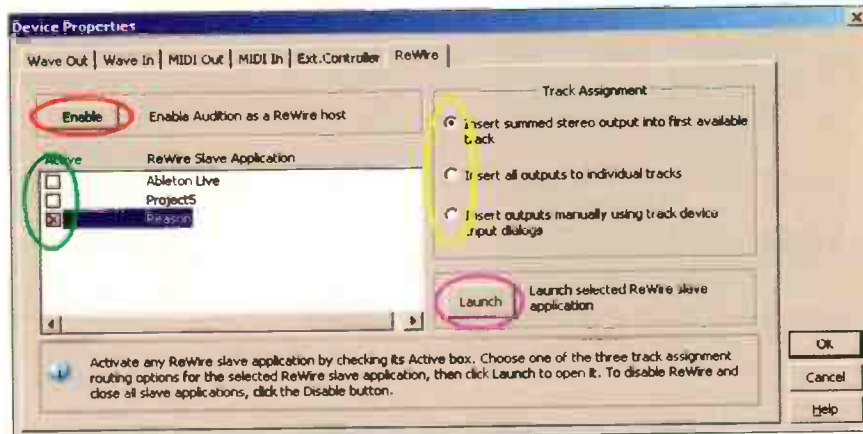 Device Properties
Wave Out | Wave In | MIDI Out | MIDI In | Ext.Controller ReWire
Enable Enable Audition as a ReWire host
Active ReWire Slave Application
Ableton Live
Project5
Reason
Track Assignment
Insert summed stereo output into first available
track
Insert all outputs to individual tracks
Insert outputs manually using track device
input dialogs
Launch Launch selected ReWire slave
application
Activate any ReWire slave application by checking its Active box. Choose one of the three track assignment
routing options for the selected ReWire slave application, then click Launch to open it. To disable ReWire and
close all slave applications, click the Disable button.
OK
Cancel
Help